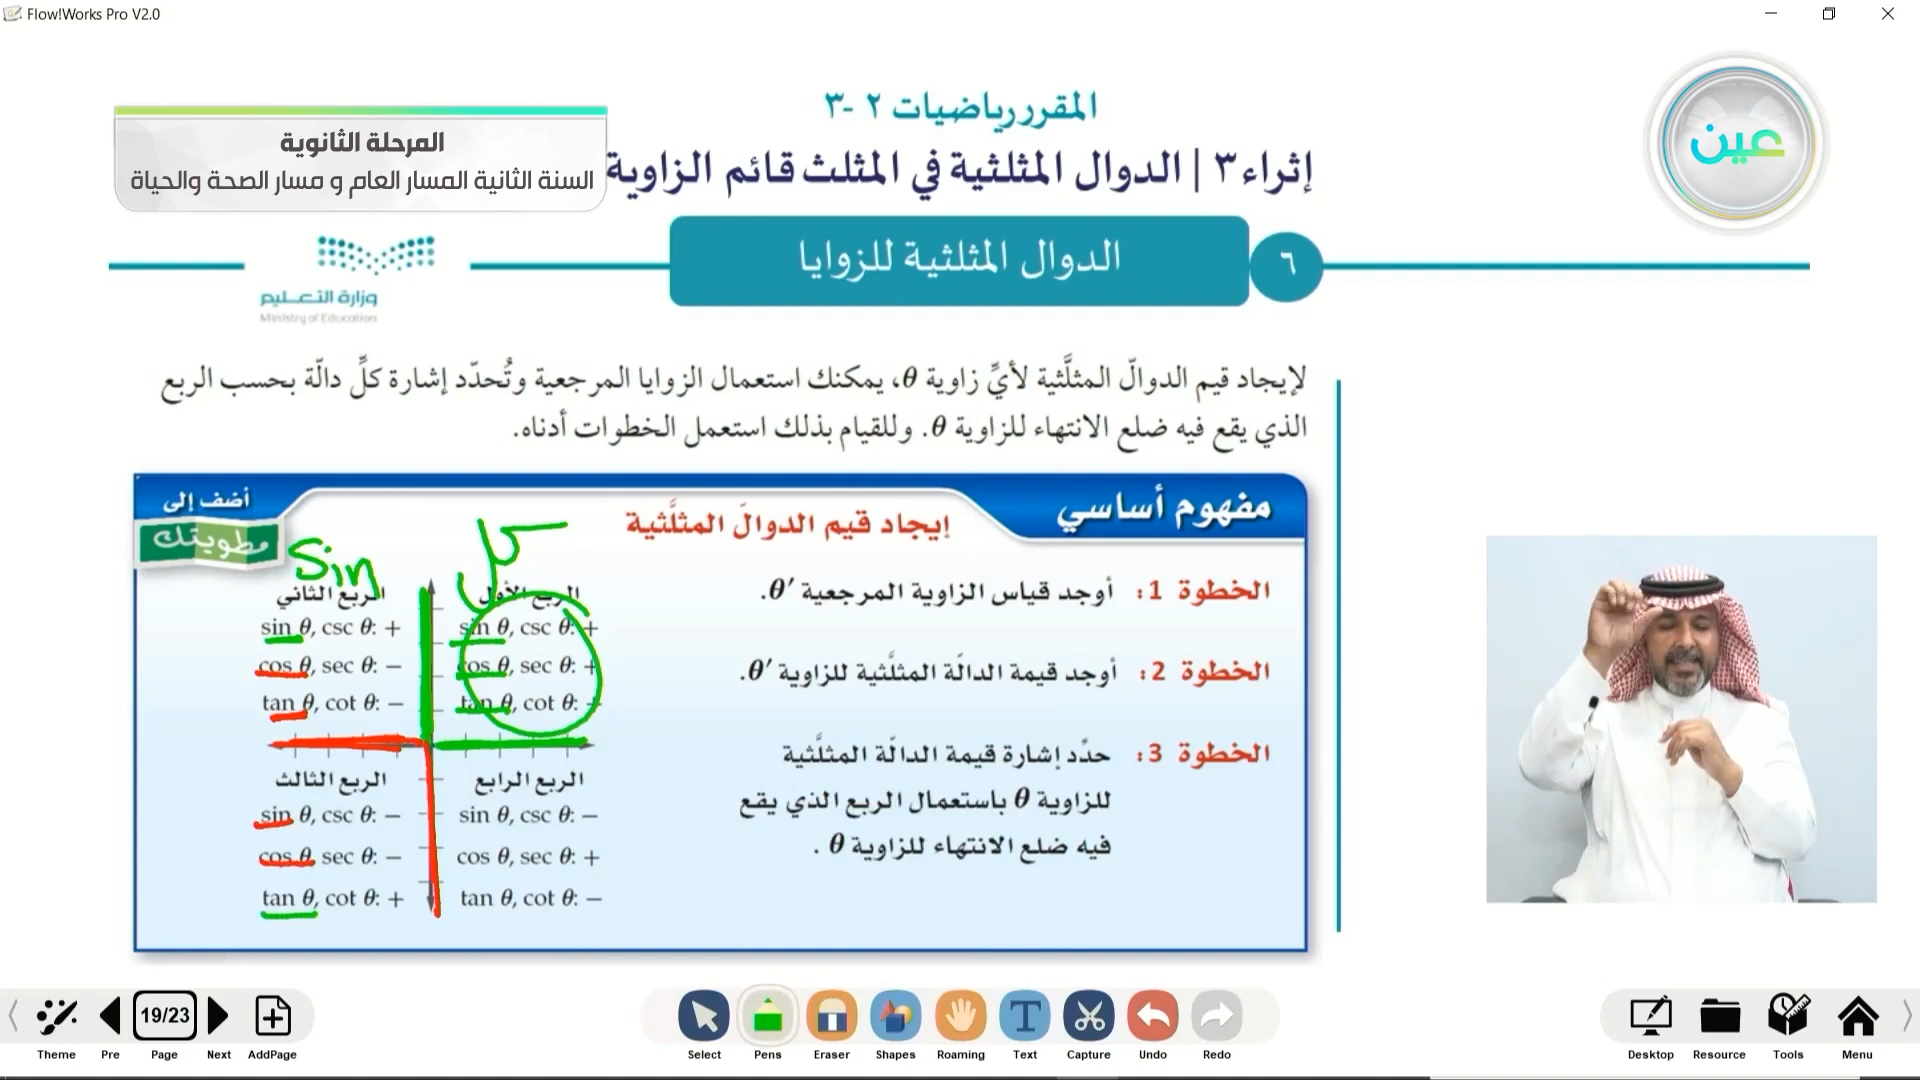 Flow!Works Pro V2.0
المقرر رياضيات ٢ -٣
إثراء ٣ | الدوال المثلثية في المثلث قائم الزاوية
المرحلة الثانوية
السنة الثانية المسار العام و مسار الصحة والحياة
عين
٦
الدوال المثلثية للزوايا
وزارة التعـــليم
Ministry of Education
لإيجاد قيم الدوالّ المثلَّثية لأيِّ زاوية θ، يمكنك استعمال الزوايا المرجعية وتُحدّد إشارة كلِّ دالّة بحسب الربع
الذي يقع فيه ضلع الانتهاء للزاوية θ. وللقيام بذلك استعمل الخطوات أدناه.
مفهوم أساسي
إيجاد قيم الدوالّ المثلَّثية
أضف إلى
مطويتك
الخطوة 1: أوجد قياس الزاوية المرجعية θ′.
الخطوة 2: أوجد قيمة الدالّة المثلَّثية للزاوية θ′.
الخطوة 3: حدّد إشارة قيمة الدالّة المثلَّثية
للزاوية θ باستعمال الربع الذي يقع
فيه ضلع الانتهاء للزاوية θ .
كل
الربع الأول
sin θ, csc θ: +
cos θ, sec θ: +
tan θ, cot θ: +
Sin
الربع الثاني
sin θ, csc θ: +
cos θ, sec θ: −
tan θ, cot θ: −
الربع الثالث
sin θ, csc θ: −
cos θ, sec θ: −
tan θ, cot θ: +
الربع الرابع
sin θ, csc θ: −
cos θ, sec θ: +
tan θ, cot θ: −
19/23
Theme Pre Page Next AddPage
Select Pens Eraser Shapes Roaming Text Capture Undo Redo
Desktop Resource Tools Menu